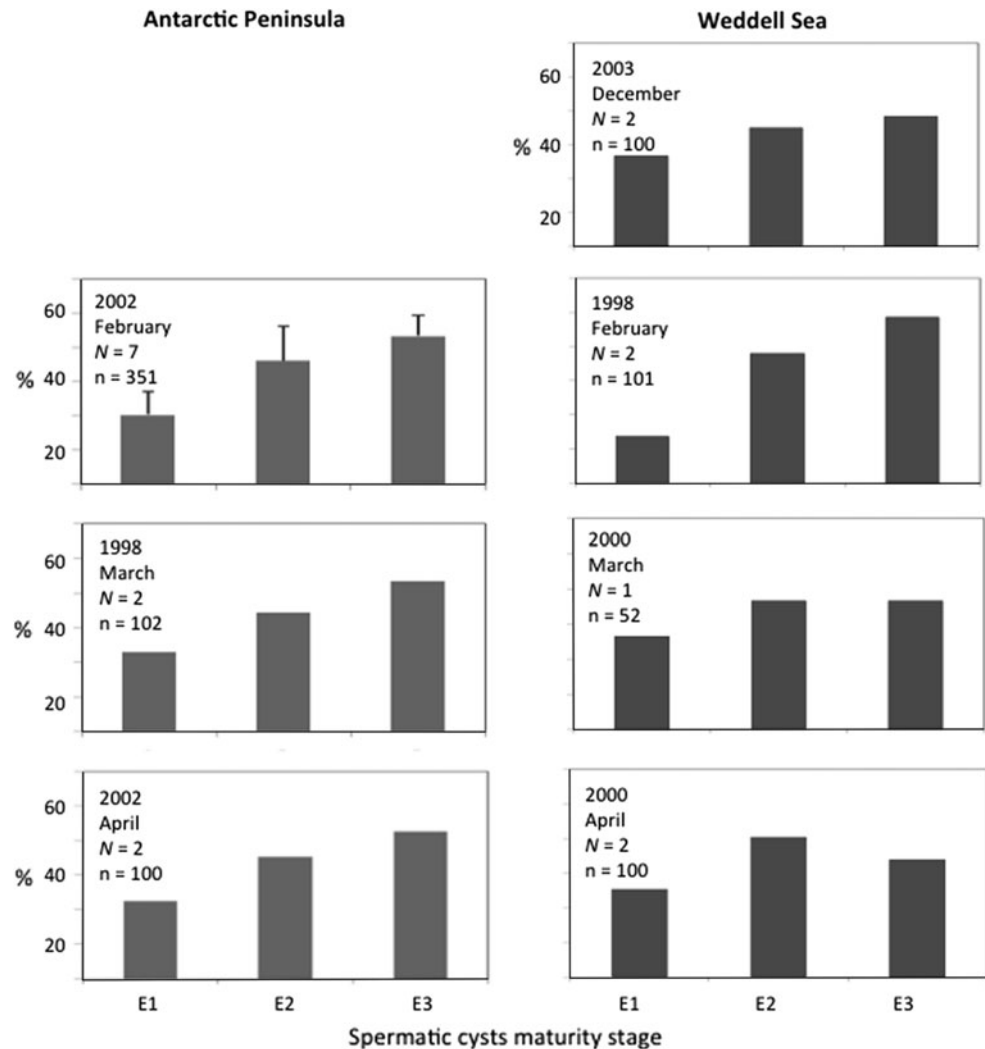 Antarctic Peninsula
Weddell Sea
60
% 40
20
2003
December
N = 2
n = 100
60
% 40
20
2002
February
N = 7
n = 351
1998
February
N = 2
n = 101
60
% 40
20
1998
March
N = 2
n = 102
2000
March
N = 1
n = 52
60
% 40
20
2002
April
N = 2
n = 100
2000
April
N = 2
n = 100
E1 E2 E3
E1 E2 E3
Spermatic cysts maturity stage